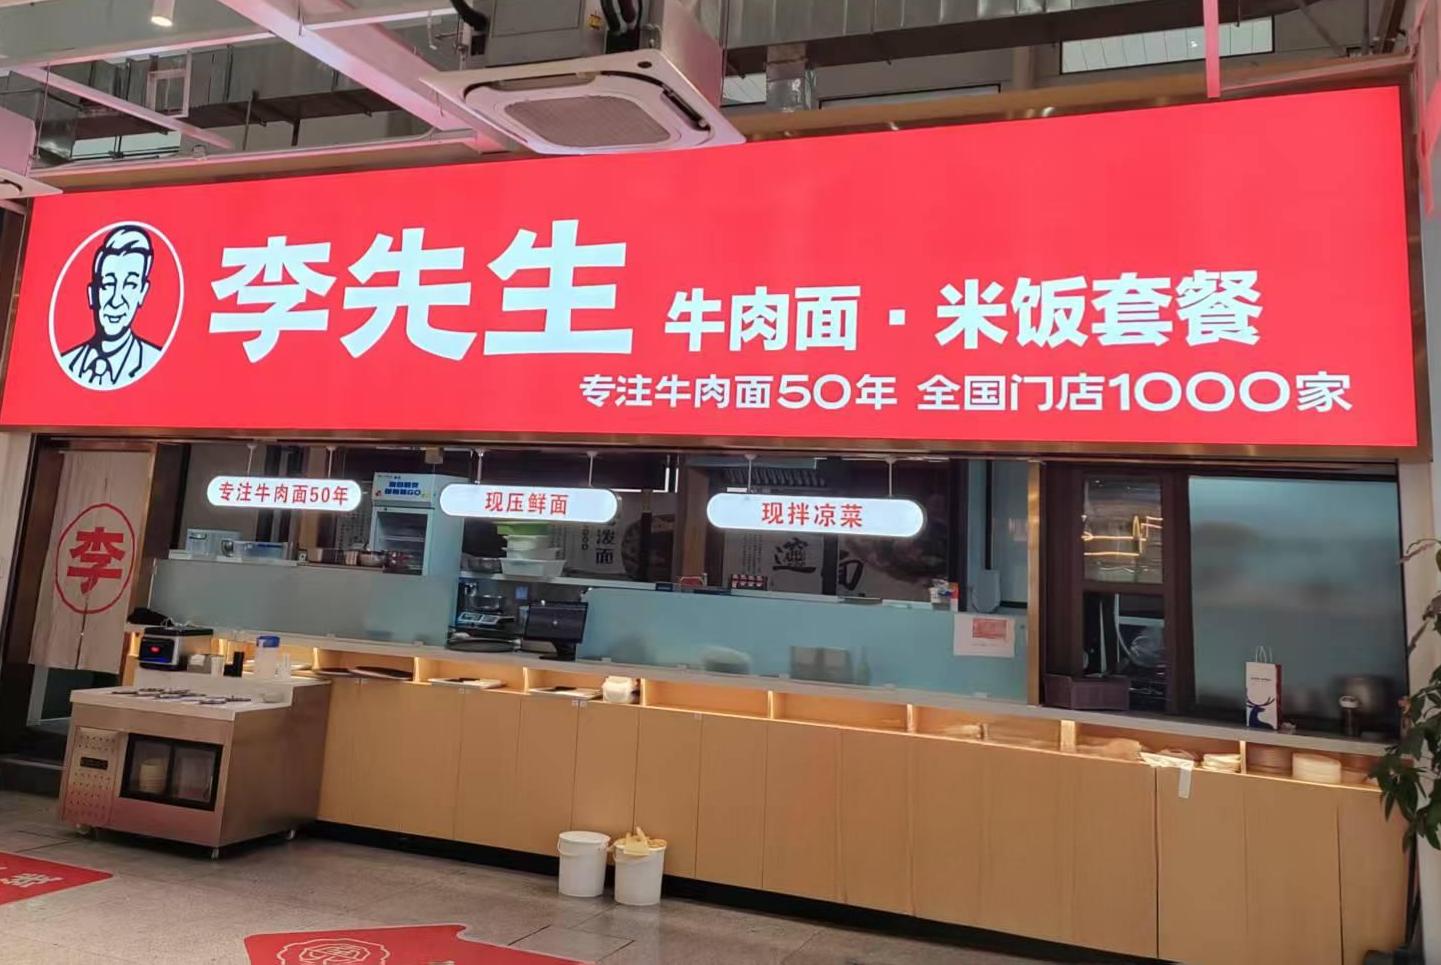 李先生 牛肉面·米饭套餐
专注牛肉面50年 全国门店1000家
专注牛肉面50年
现压鲜面
现拌凉菜
李
泼面